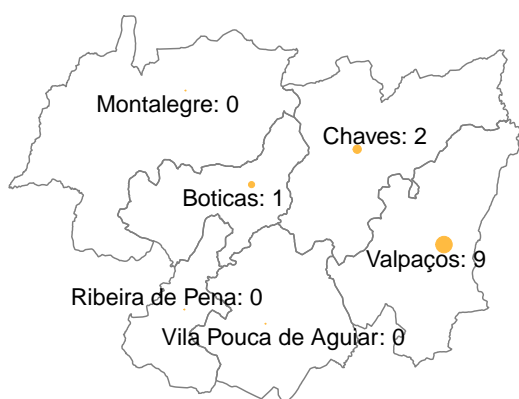 Montalegre: 0
Chaves: 2
Boticas: 1
Valpaços: 9
Ribeira de Pena: 0
Vila Pouca de Aguiar: 0